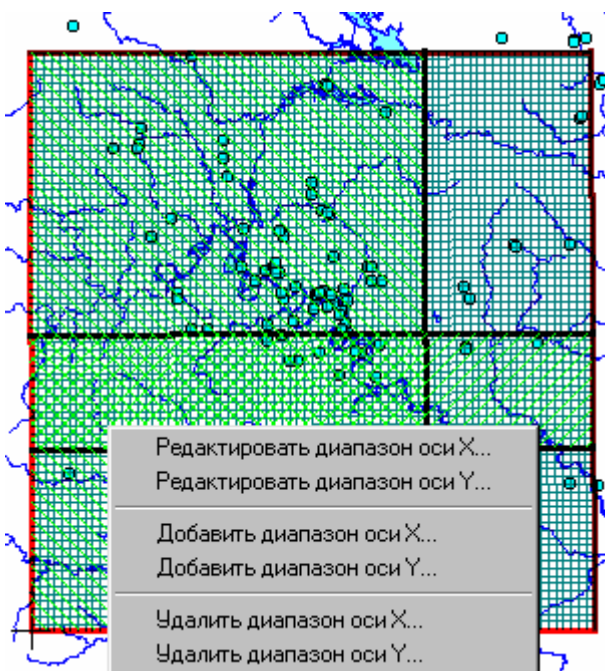 Редактировать диапазон оси X...
Редактировать диапазон оси Y...
Добавить диапазон оси X...
Добавить диапазон оси Y...
Удалить диапазон оси X...
Удалить диапазон оси Y...